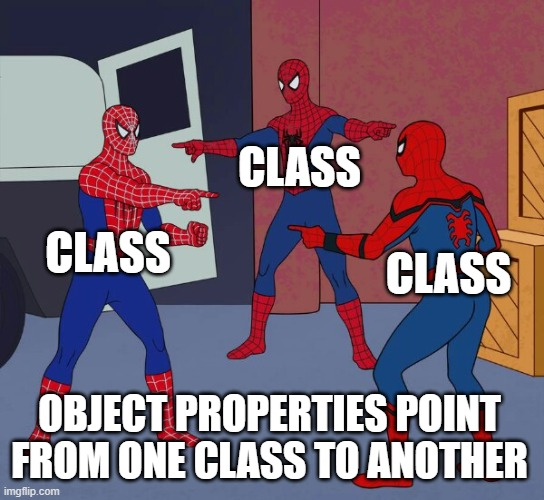 CLASS
CLASS
CLASS
OBJECT PROPERTIES POINT
FROM ONE CLASS TO ANOTHER
imgflip.com